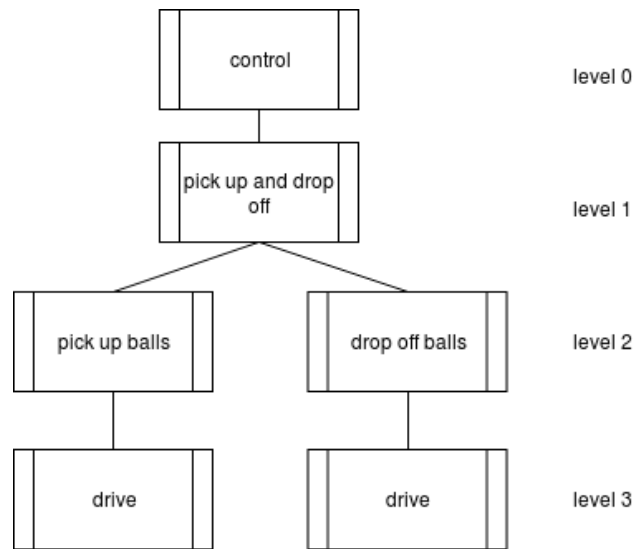 control
level 0
pick up and drop
off
level 1
pick up balls
drop off balls
level 2
drive
drive
level 3